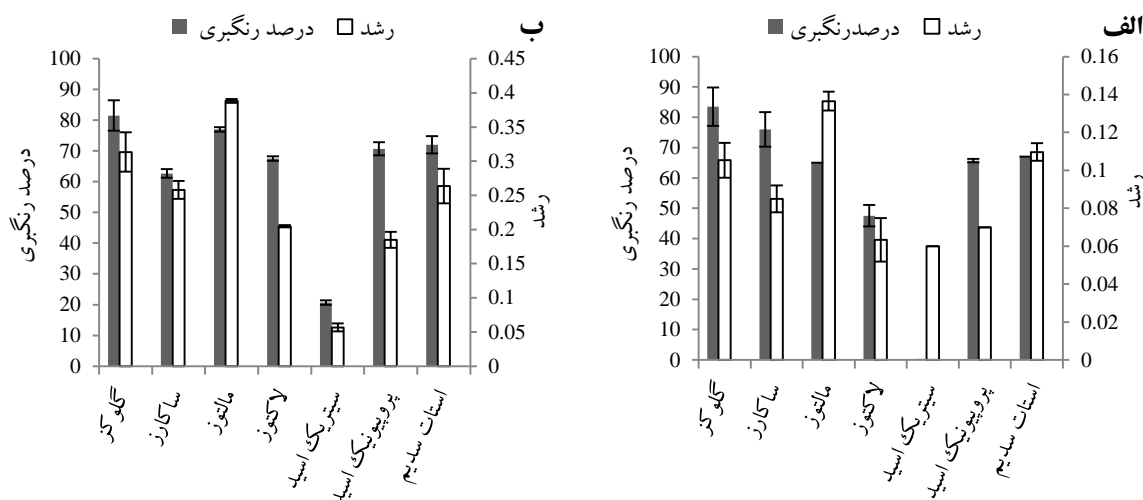 الف
درصدرنگبری
رشد
100
90
80
70
60
50
40
30
20
10
0
درصد رنگبری
0.16
0.14
0.12
0.1
0.08
0.06
0.04
0.02
0
رشد
گلوکز
ساکارز
مالتوز
لاکتوز
سیتریک اسید
پروپیونیک اسید
استات سدیم
ب
درصد رنگبری
رشد
100
90
80
70
60
50
40
30
20
10
0
درصد رنگبری
0.45
0.4
0.35
0.3
0.25
0.2
0.15
0.1
0.05
0
رشد
گلوکز
ساکارز
مالتوز
لاکتوز
سیتریک اسید
پروپیونیک اسید
استات سدیم